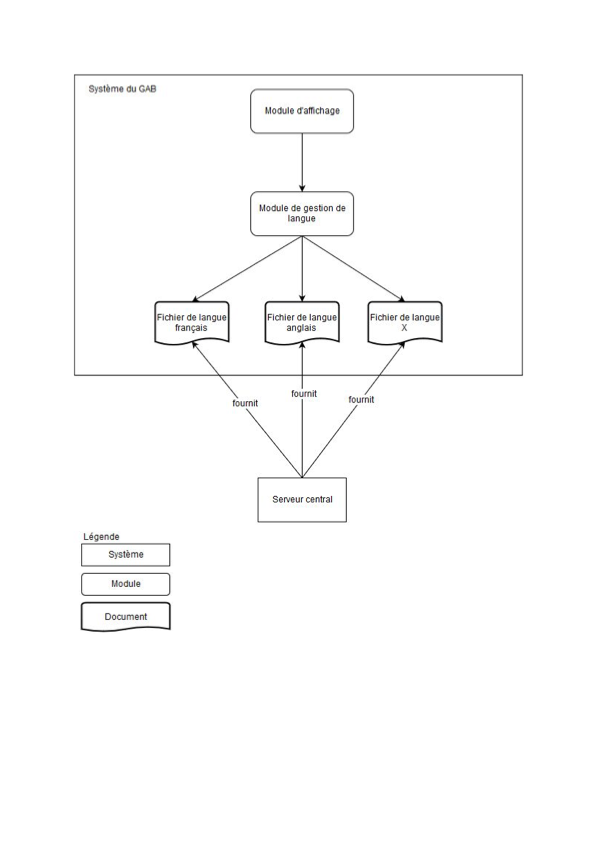 Système du GAB
Module d'affichage
Module de gestion de
langue
Fichier de langue
français
Fichier de langue
anglais
Fichier de langue
X
fournit
fournit
fournit
Serveur central
Légende
Système
Module
Document